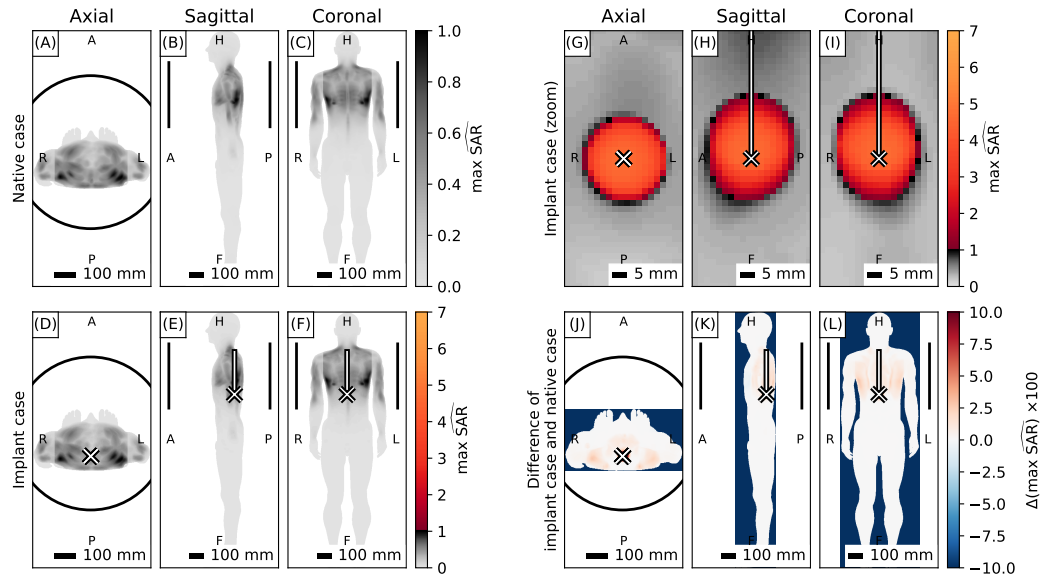 Axial Sagittal Coronal
Native case
(A) A R L P 100 mm
(B) H A P F 100 mm
(C) H R L F 100 mm
1.0
0.8
0.6
0.4
0.2
0.0
max SAR
Implant case
(D) A R L P 100 mm
(E) H A P F 100 mm
(F) H R L F 100 mm
7
6
5
4
3
2
1
0
max SAR
Axial Sagittal Coronal
Implant case (zoom)
(G) A R L P 5 mm
(H) H A P F 5 mm
(I) H R L F 5 mm
7
6
5
4
3
2
1
0
max SAR
Difference of
implant case and native case
(J) A R L P 100 mm
(K) H A P F 100 mm
(L) H R L F 100 mm
10.0
7.5
5.0
2.5
0.0
−2.5
−5.0
−7.5
−10.0
Δ(max SAR) ×100